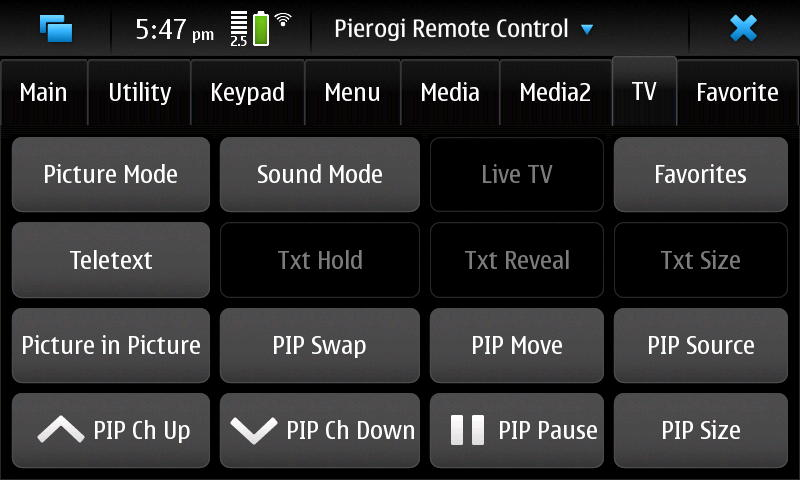 5:47 pm 2.5 Pierogi Remote Control
Main Utility Keypad Menu Media Media2 TV Favorite
Picture Mode Sound Mode Live TV Favorites
Teletext Txt Hold Txt Reveal Txt Size
Picture in Picture PIP Swap PIP Move PIP Source
PIP Ch Up PIP Ch Down PIP Pause PIP Size